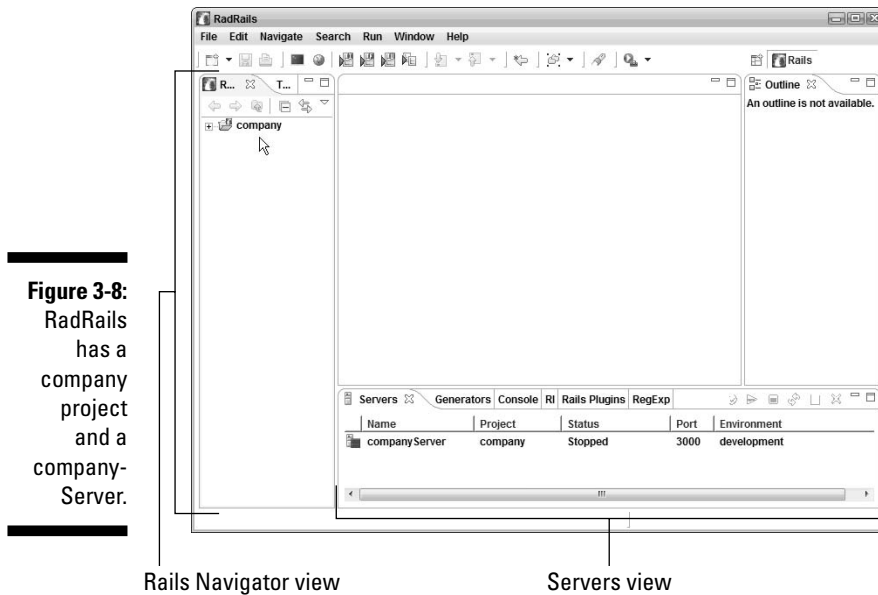 RadRails
File Edit Navigate Search Run Window Help
Rails
R... T...
Outline
An outline is not available.
company
Figure 3-8:
RadRails
has a
company
project
and a
company-
Server.
Servers Generators Console RI Rails Plugins RegExp
Name Project Status Port Environment
companyServer company Stopped 3000 development
Rails Navigator view Servers view